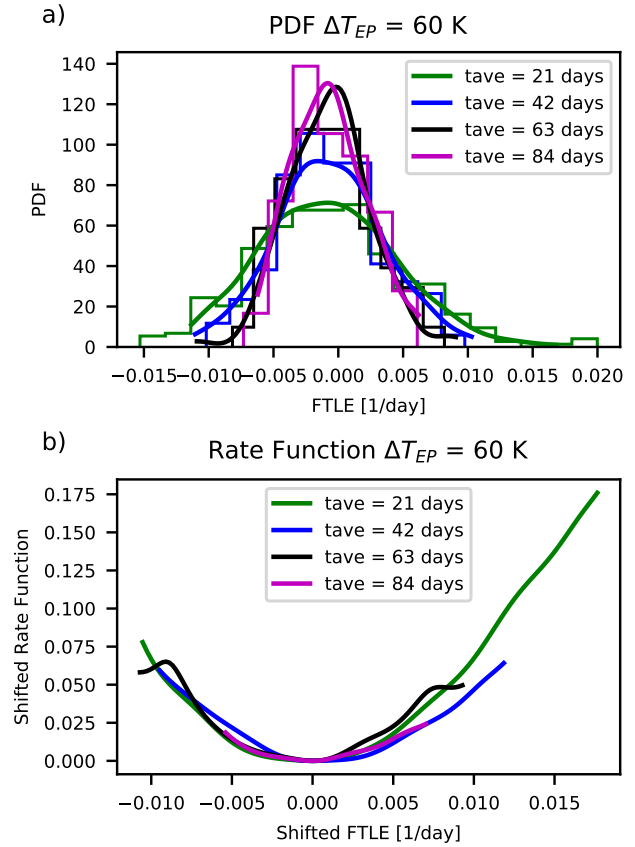 a)
PDF ΔT_EP = 60 K
PDF
140
120
100
80
60
40
20
0
tave = 21 days
tave = 42 days
tave = 63 days
tave = 84 days
−0.015 −0.010 −0.005 0.000 0.005 0.010 0.015 0.020
FTLE [1/day]
b)
Rate Function ΔT_EP = 60 K
Shifted Rate Function
0.175
0.150
0.125
0.100
0.075
0.050
0.025
0.000
tave = 21 days
tave = 42 days
tave = 63 days
tave = 84 days
−0.010 −0.005 0.000 0.005 0.010 0.015
Shifted FTLE [1/day]